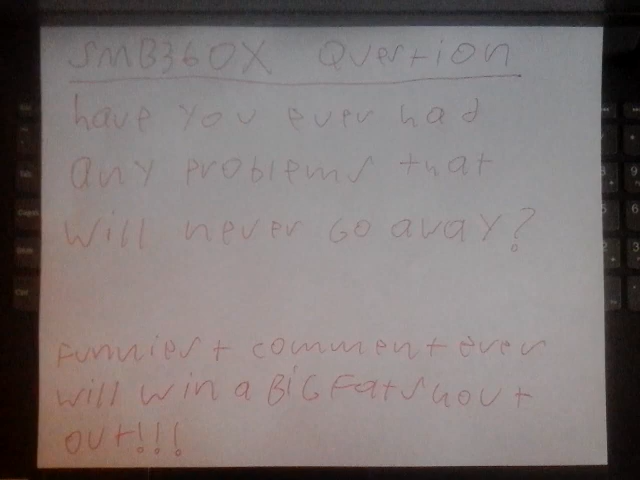 SMB360X Question
have you ever had
any problems that
will never go away?
Funniest comment ever
will win a BiG Fat shout
out!!!